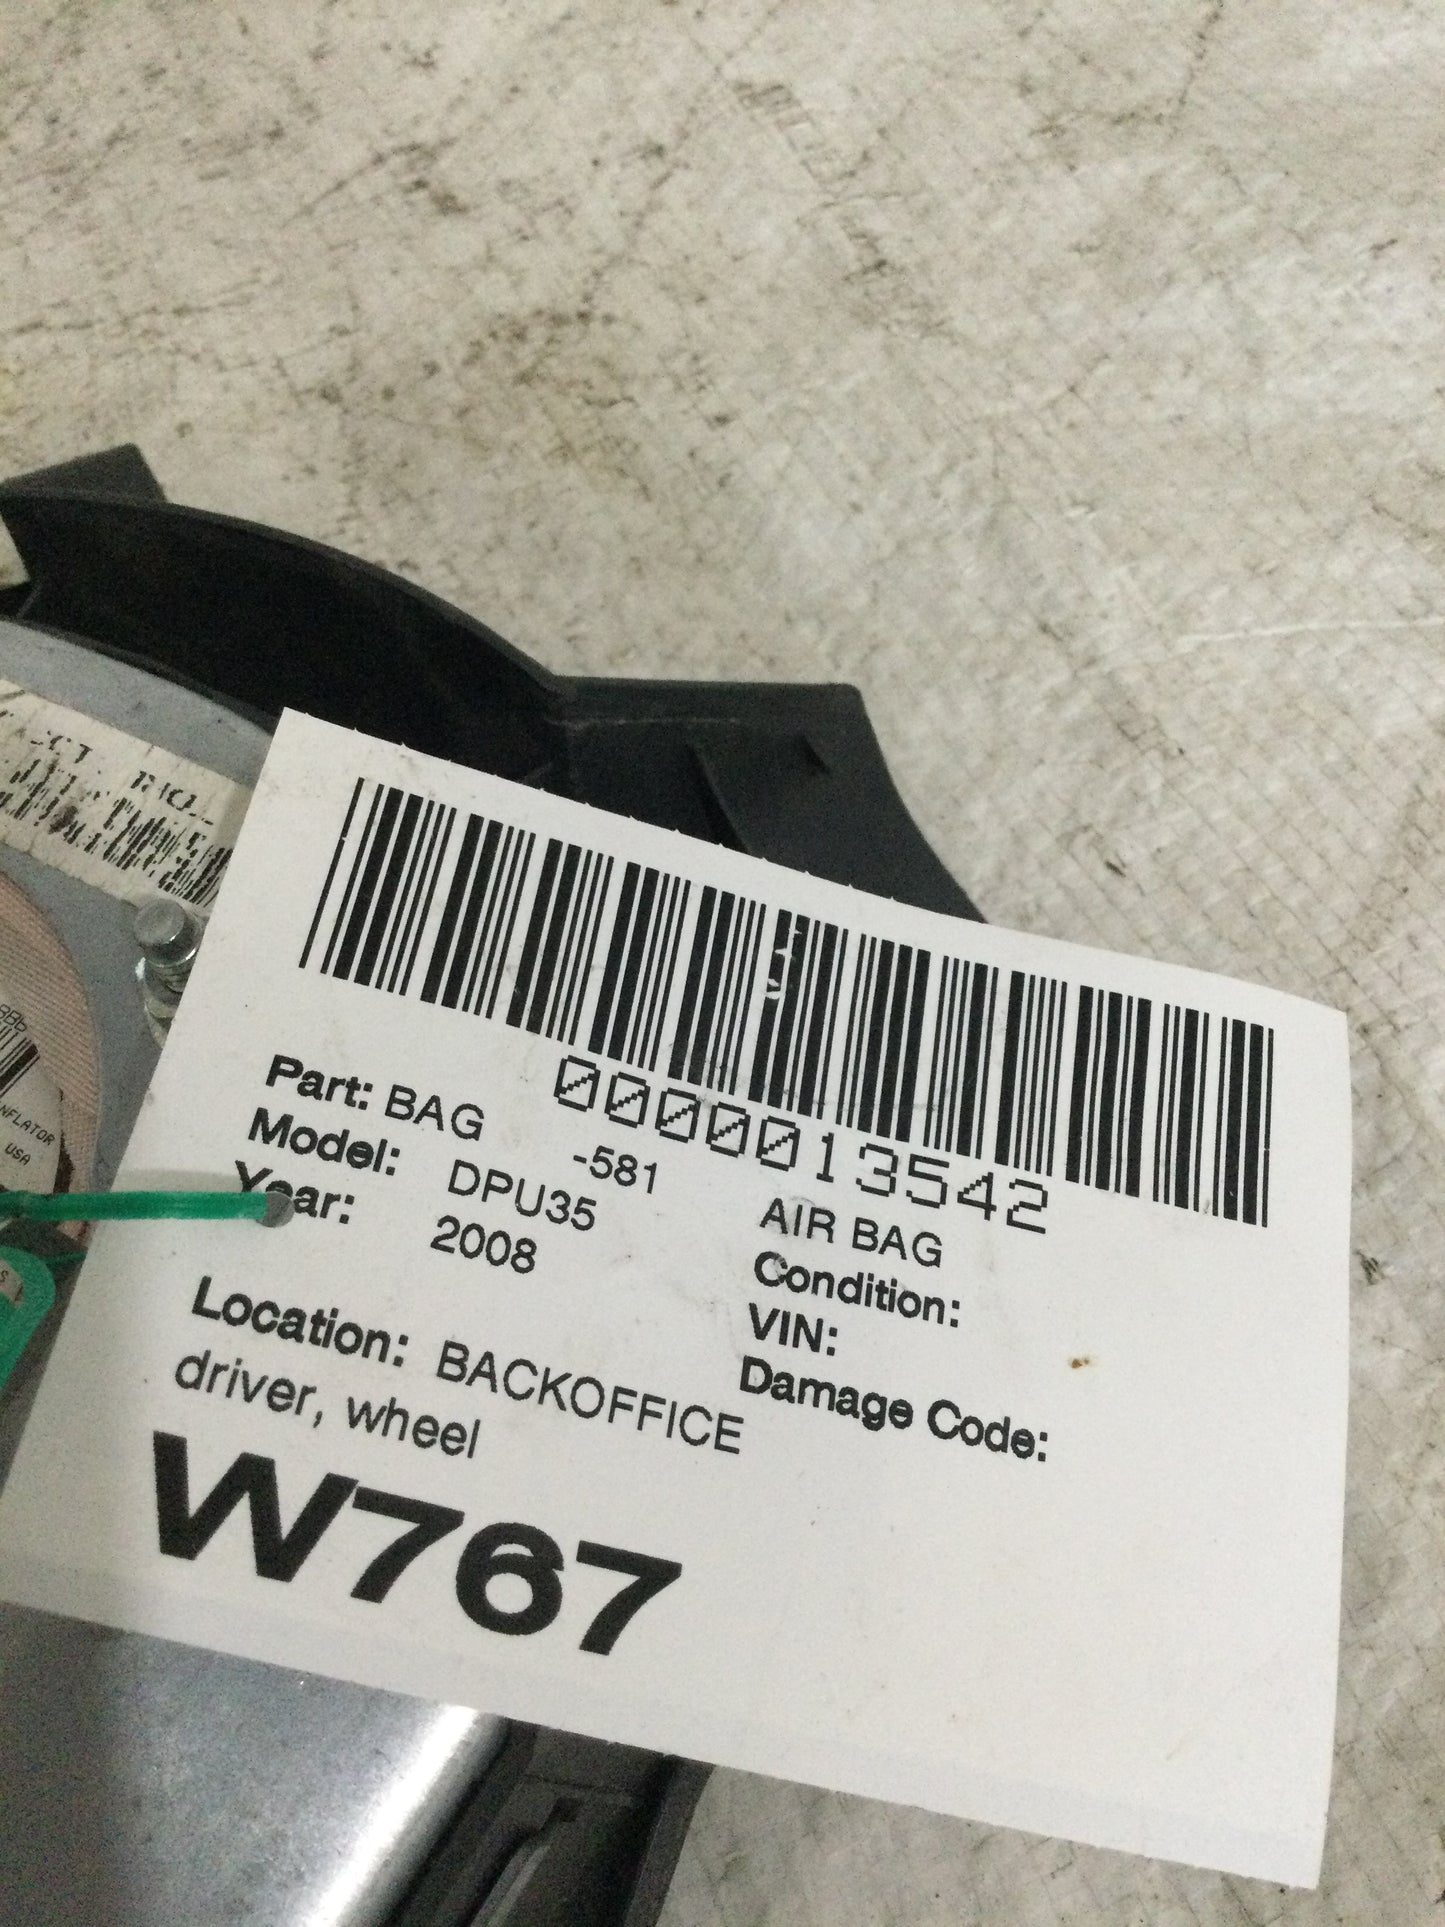 0000013542
Part: BAG -581 AIR BAG
Model: DPU35 Condition:
Year: 2008 VIN:
Damage Code:
Location: BACKOFFICE
driver, wheel
W767
NFLATOR
USA